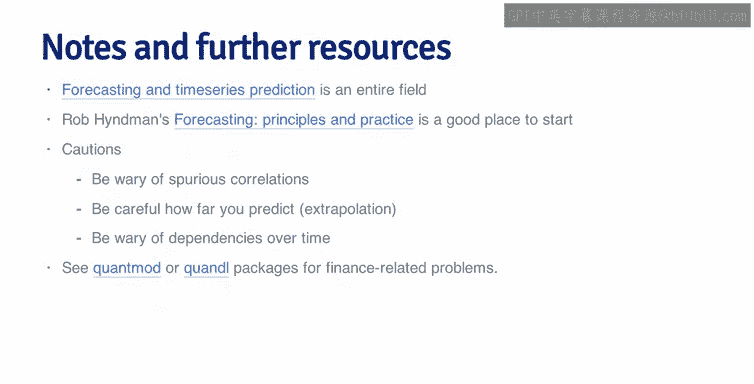 Notes and further resources
· Forecasting and timeseries prediction is an entire field
· Rob Hyndman's Forecasting: principles and practice is a good place to start
· Cautions
- Be wary of spurious correlations
- Be careful how far you predict (extrapolation)
- Be wary of dependencies over time
· See quantmod or quandl packages for finance-related problems.